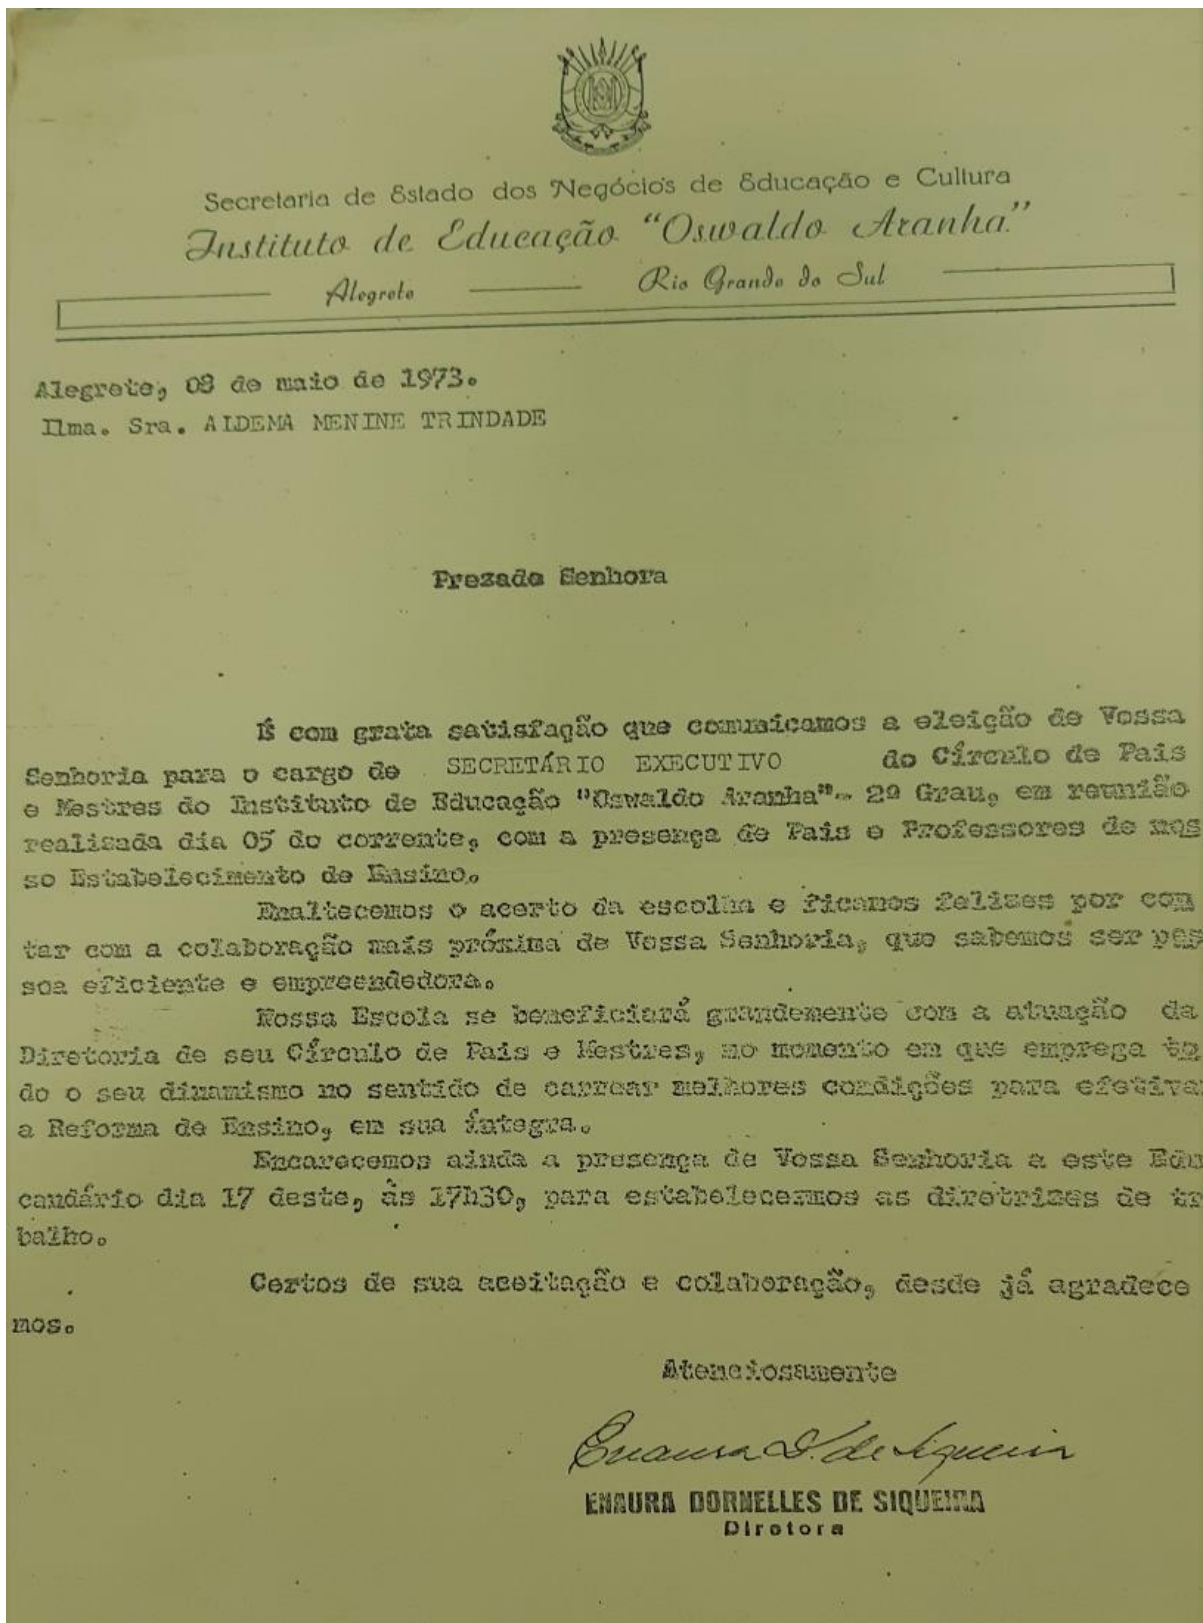 Secretaria de Estado dos Negócios de Educação e Cultura
Instituto de Educação "Oswaldo Aranha"
Alegrete Rio Grande do Sul
Alegrete, 08 de maio de 1973.
Ilma. Sra. ALDEMA MENINE TRINDADE
Prezada Senhora
É com grata satisfação que comunicamos a eleição de Vossa
Senhoria para o cargo de SECRETÁRIO EXECUTIVO do Círculo de Pais
e Mestres do Instituto de Educação "Oswaldo Aranha"- 2º Grau, em reunião
realizada dia 05 do corrente, com a presença de Pais e Professores de nos
so Estabelecimento de Ensino.
Enaltecemos o acerto da escolha e ficamos felizes por con
tar com a colaboração mais próxima de Vossa Senhoria, que sabemos ser pes
soa eficiente e empreendedora.
Nossa Escola se beneficiará grandemente com a atuação da
Diretoria de seu Círculo de Pais e Mestres, no momento em que emprega to
do o seu dinamismo no sentido de carrear melhores condições para efetivar
a Reforma de Ensino, em sua íntegra.
Encarecemos ainda a presença de Vossa Senhoria a este Edu
candário dia 17 deste, às 17h30, para estabelecermos as diretrizes de tr
balho.
Certos de sua aceitação e colaboração, desde já agradece
mos.
Atenciosamente
Enaura D. de Siqueira
ENAURA DORNELLES DE SIQUEIRA
Diretora